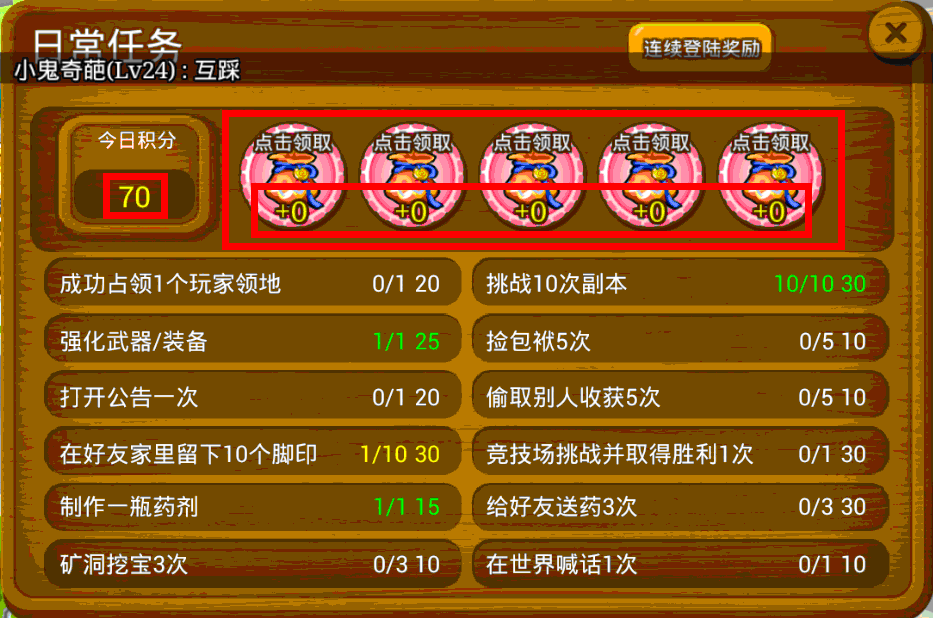 日常任务
连续登陆奖励
小鬼奇葩(Lv24) : 互踩
今日积分
70
点击领取 点击领取 点击领取 点击领取 点击领取
+0 +0 +0 +0 +0
成功占领1个玩家领地 0/1 20 挑战10次副本 10/10 30
强化武器/装备 1/1 25 捡包袱5次 0/5 10
打开公告一次 0/1 20 偷取别人收获5次 0/5 10
在好友家里留下10个脚印 1/10 30 竞技场挑战并取得胜利1次 0/1 30
制作一瓶药剂 1/1 15 给好友送药3次 0/3 30
矿洞挖宝3次 0/3 10 在世界喊话1次 0/1 10